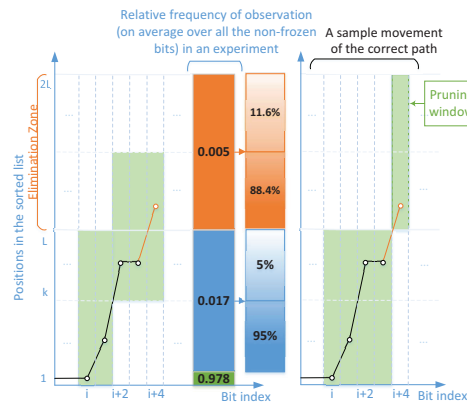 Relative frequency of observation
(on average over all the non-frozen
bits) in an experiment
A sample movement
of the correct path
2L
L
k
1
Positions in the sorted list
Elimination Zone
...
...
...
...
...
...
...
...
...
...
...
...
0.005
0.017
0.978
11.6%
88.4%
5%
95%
Prunin
window
i
i+2
i+4
Bit index
i
i+2
i+4
Bit index